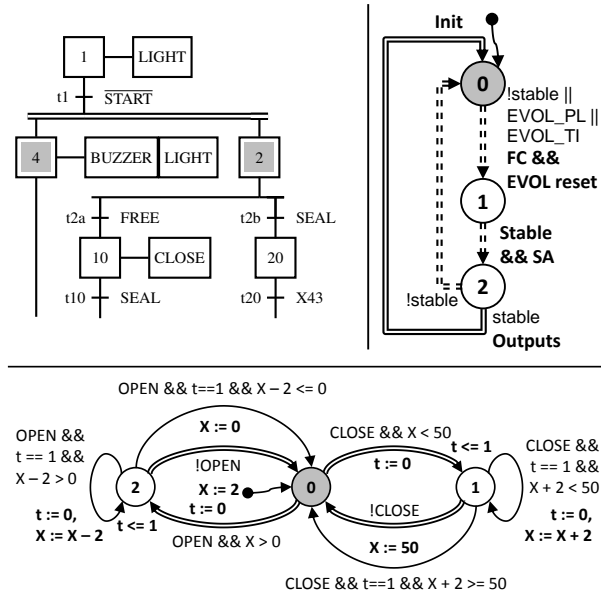 1
LIGHT
t1
START
4
BUZZER
LIGHT
2
t2a
FREE
t2b
SEAL
10
CLOSE
20
t10
SEAL
t20
X43
Init
0
!stable ||
EVOL_PL ||
EVOL_TI
FC &&
EVOL reset
1
Stable
&& SA
2
!stable
stable
Outputs
OPEN && t==1 && X – 2 <= 0
X := 0
OPEN &&
t == 1 &&
X – 2 > 0
t := 0,
X := X – 2
2
t <= 1
!OPEN
X := 2
t := 0
OPEN && X > 0
0
CLOSE && X < 50
t := 0
t <= 1
!CLOSE
1
X := 50
CLOSE && t==1 && X + 2 >= 50
CLOSE &&
t == 1 &&
X + 2 < 50
t := 0,
X := X + 2